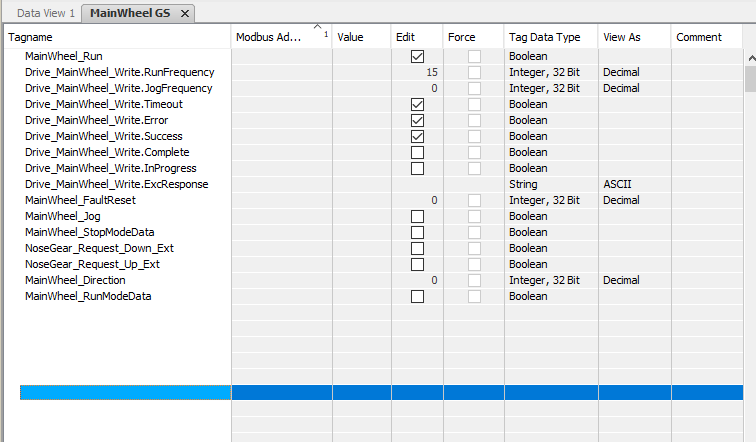 Data View 1 MainWheel GS
Tagname Modbus Ad... 1 Value Edit Force Tag Data Type View As Comment
MainWheel_Run Boolean
Drive_MainWheel_Write.RunFrequency 15 Integer, 32 Bit Decimal
Drive_MainWheel_Write.JogFrequency 0 Integer, 32 Bit Decimal
Drive_MainWheel_Write.Timeout Boolean
Drive_MainWheel_Write.Error Boolean
Drive_MainWheel_Write.Success Boolean
Drive_MainWheel_Write.Complete Boolean
Drive_MainWheel_Write.InProgress Boolean
Drive_MainWheel_Write.ExcResponse String ASCII
MainWheel_FaultReset 0 Integer, 32 Bit Decimal
MainWheel_Jog Boolean
MainWheel_StopModeData Boolean
NoseGear_Request_Down_Ext Boolean
NoseGear_Request_Up_Ext Boolean
MainWheel_Direction 0 Integer, 32 Bit Decimal
MainWheel_RunModeData Boolean